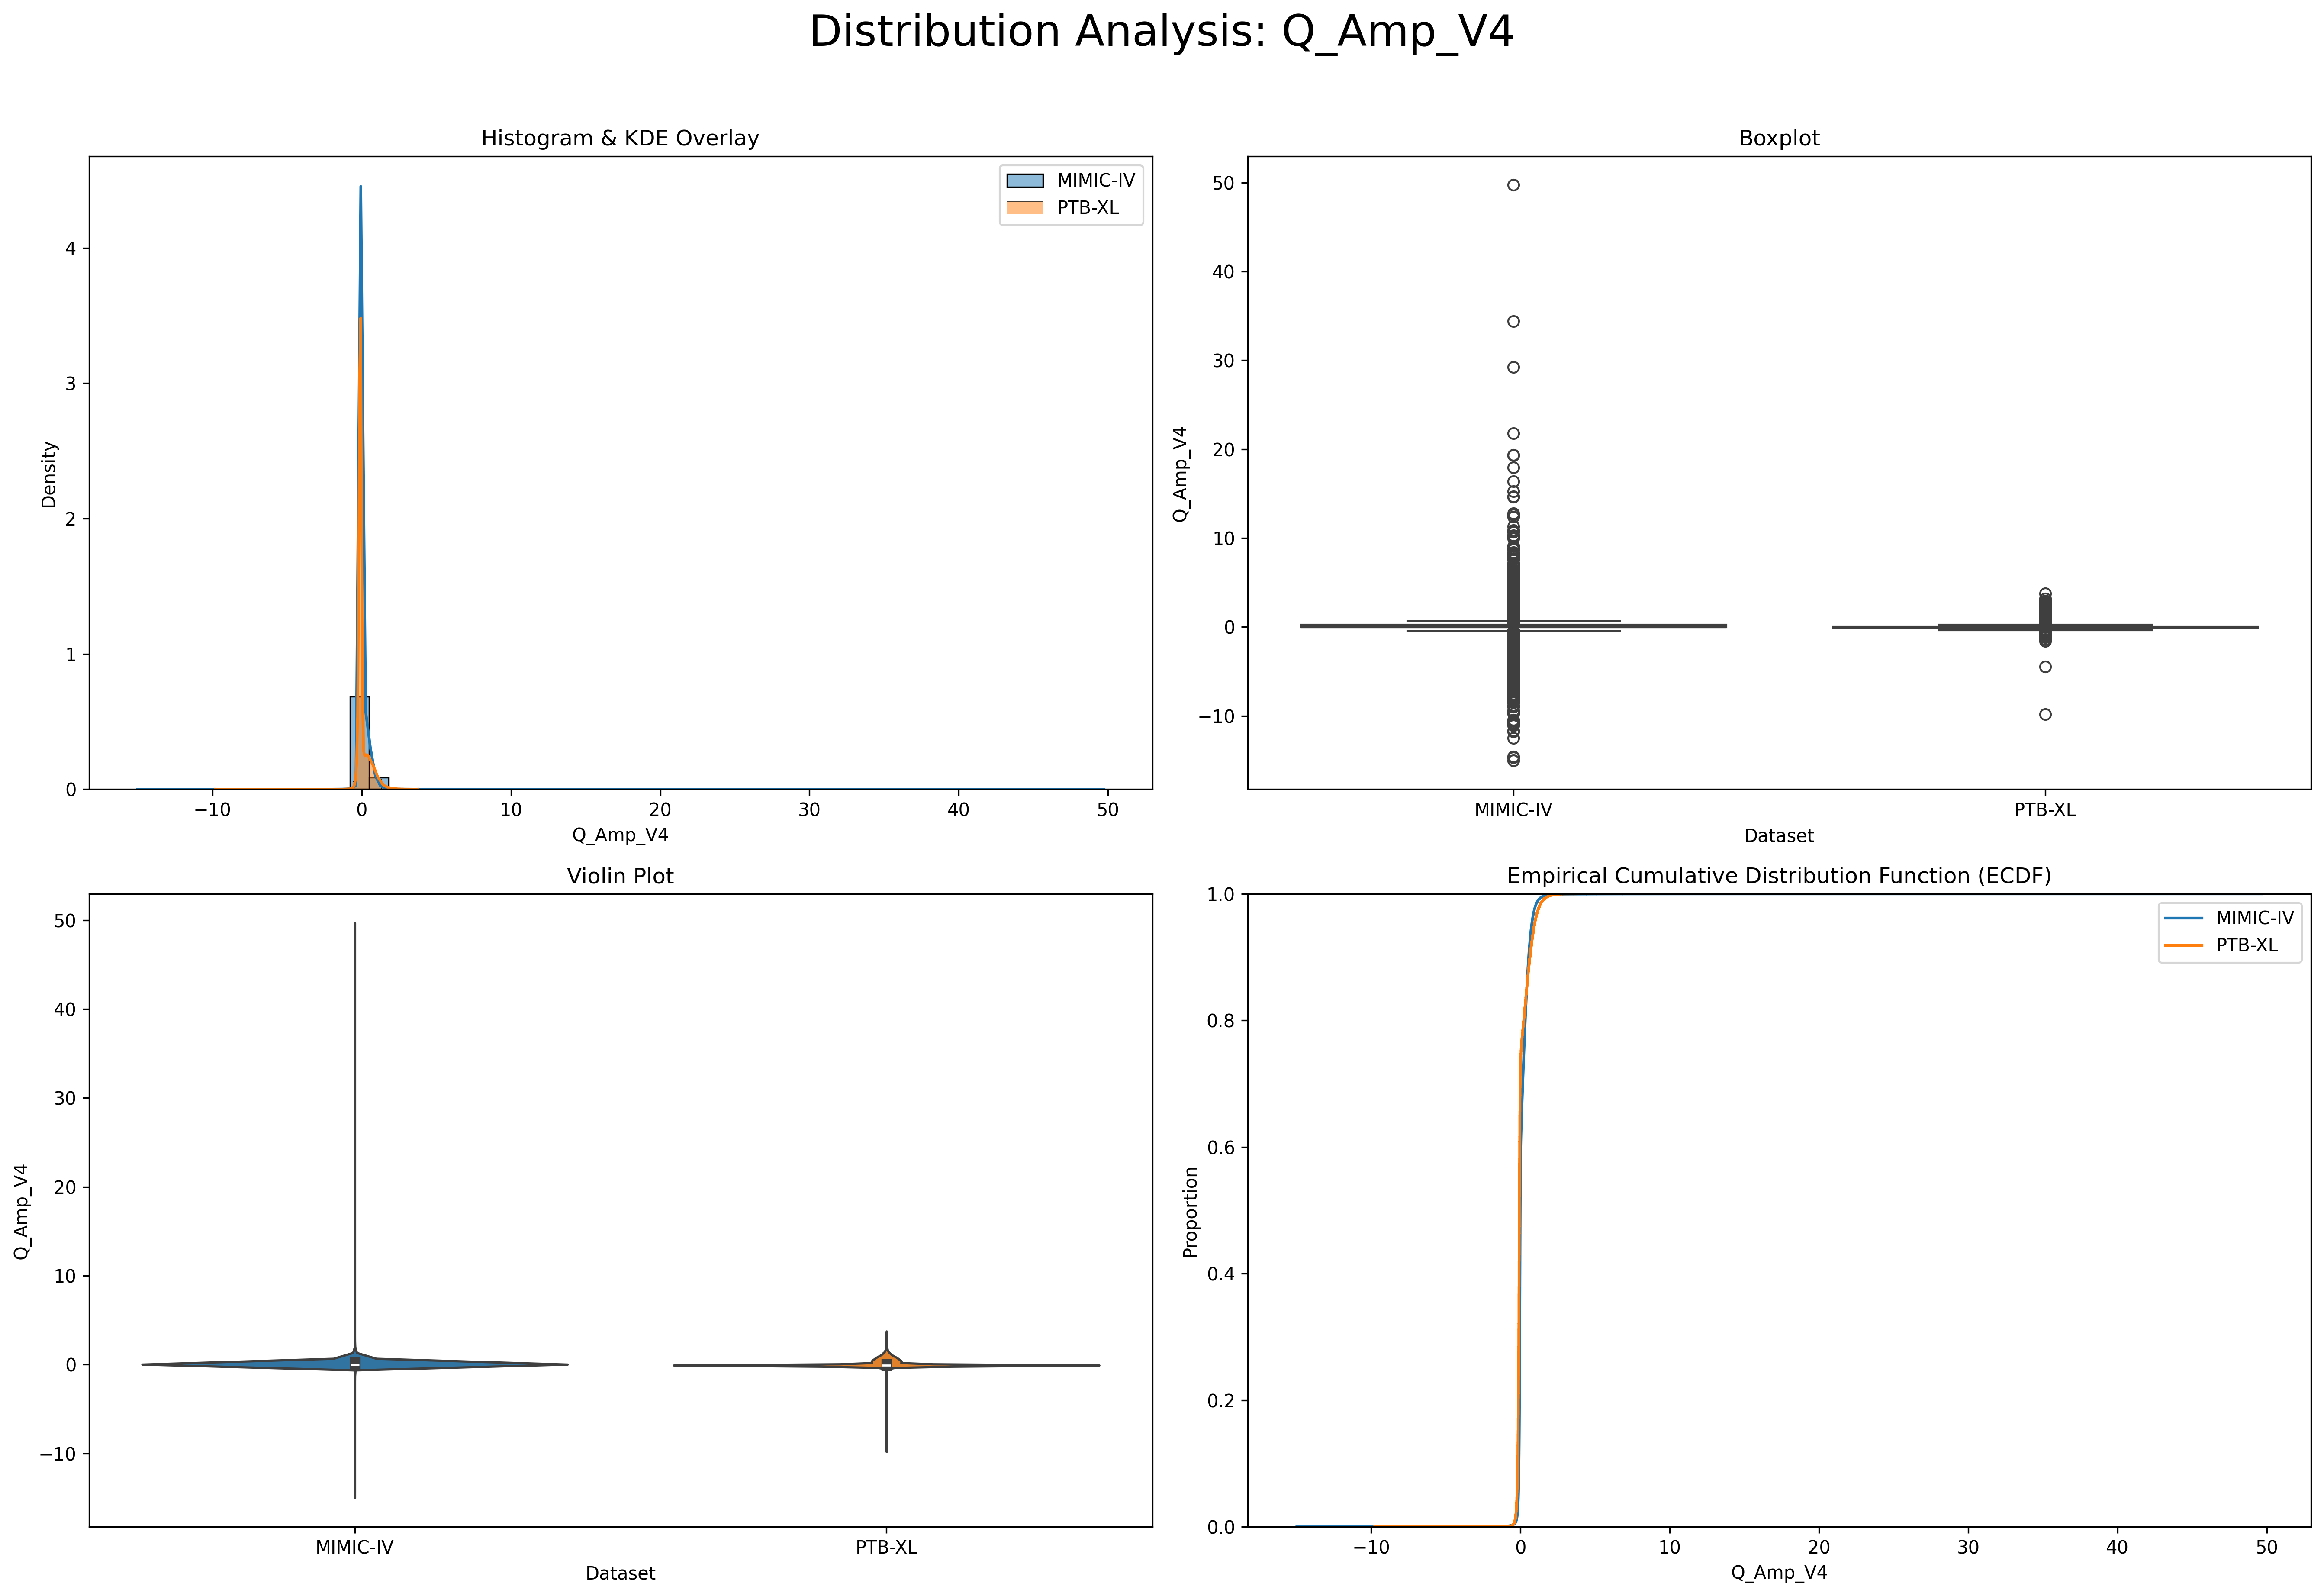 Distribution Analysis: Q_Amp_V4
Histogram & KDE Overlay
MIMIC-IV
PTB-XL
Density
4
3
2
1
0
−10
0
10
20
30
40
50
Q_Amp_V4
Boxplot
Q_Amp_V4
50
40
30
20
10
0
−10
MIMIC-IV
PTB-XL
Dataset
Violin Plot
Q_Amp_V4
50
40
30
20
10
0
−10
MIMIC-IV
PTB-XL
Dataset
Empirical Cumulative Distribution Function (ECDF)
MIMIC-IV
PTB-XL
Proportion
1.0
0.8
0.6
0.4
0.2
0.0
−10
0
10
20
30
40
50
Q_Amp_V4